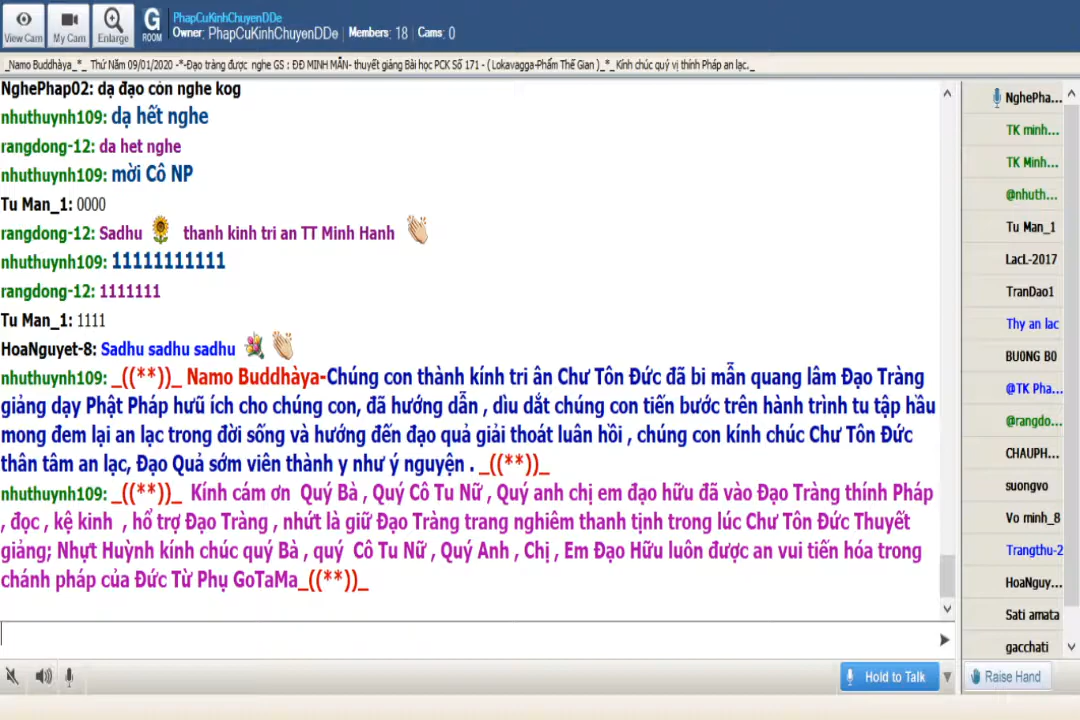 PhapCuKinhChuyenDDe
View Cam My Cam Enlarge G ROOM Owner: PhapCuKinhChuyenDDe | Members: 18 | Cams: 0
_Namo Buddhàya_*_ Thứ Năm 09/01/2020 -*-Đạo tràng được nghe GS : ĐĐ MINH MẪN- thuyết giảng Bài học PCK Số 171 - ( Lokavagga-Phẩm Thế Gian )_*_ Kính chúc quý vị thính Pháp an lạc._
NghePhap02: dạ đạo còn nghe kog
nhuthuynh109: dạ hết nghe
rangdong-12: da het nghe
nhuthuynh109: mời Cô NP
Tu Man_1: 0000
rangdong-12: Sadhu thanh kinh tri an TT Minh Hanh
nhuthuynh109: 11111111111
rangdong-12: 1111111
Tu Man_1: 1111
HoaNguyet-8: Sadhu sadhu sadhu
nhuthuynh109: _((**))_ Namo Buddhàya-Chúng con thành kính tri ân Chư Tôn Đức đã bi mẫn quang lâm Đạo Tràng
giảng dạy Phật Pháp hưũ ích cho chúng con, đã hướng dẫn , dìu dắt chúng con tiến bước trên hành trình tu tập hầu
mong đem lại an lạc trong đời sống và hướng đến đạo quả giải thoát luân hồi , chúng con kính chúc Chư Tôn Đức
thân tâm an lạc, Đạo Quả sớm viên thành y như ý nguyện . _((**))_
nhuthuynh109: _((**))_ Kính cám ơn Quý Bà , Quý Cô Tu Nữ , Quý anh chị em đạo hữu đã vào Đạo Tràng thính Pháp
, đọc , kệ kinh , hổ trợ Đạo Tràng , nhứt là giữ Đạo Tràng trang nghiêm thanh tịnh trong lúc Chư Tôn Đức Thuyết
giảng; Nhựt Huỳnh kính chúc quý Bà , quý Cô Tu Nữ , Quý Anh , Chị , Em Đạo Hữu luôn được an vui tiến hóa trong
chánh pháp của Đức Từ Phụ GoTaMa_((**))_
NghePha...
TK minh...
TK Minh...
@nhuth...
Tu Man_1
LacL-2017
TranDao1
Thy an lac
BU0NG B0
@TK Pha...
@rangdo...
CHAUPH...
suongvo
Vo minh_8
Trangthu-2
HoaNguy...
Sati amata
gacchati
Hold to Talk
Raise Hand